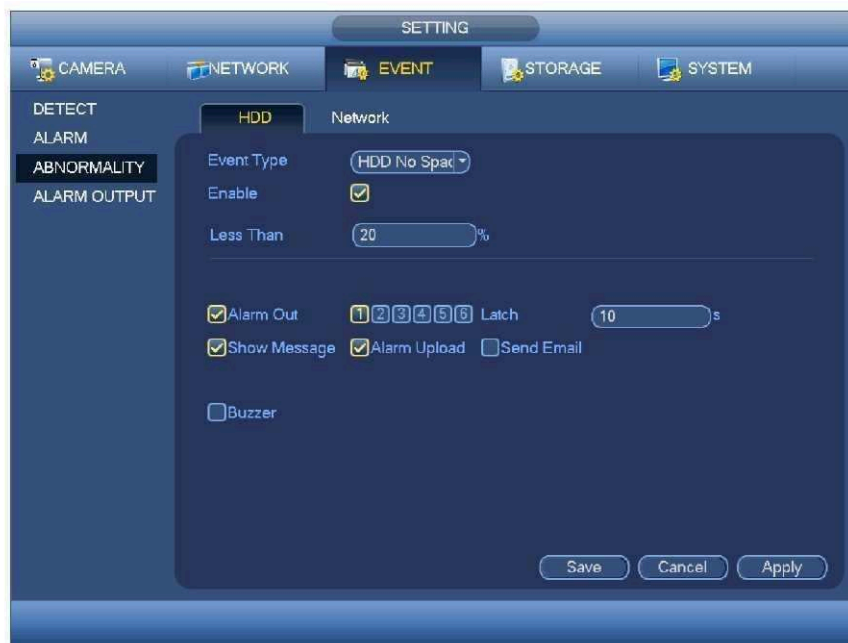 SETTING
CAMERA NETWORK EVENT STORAGE SYSTEM
DETECT
ALARM
ABNORMALITY
ALARM OUTPUT
HDD Network
Event Type HDD No Spac
Enable
Less Than 20 %
Alarm Out 1 2 3 4 5 6 Latch 10 s
Show Message Alarm Upload Send Email
Buzzer
Save Cancel Apply